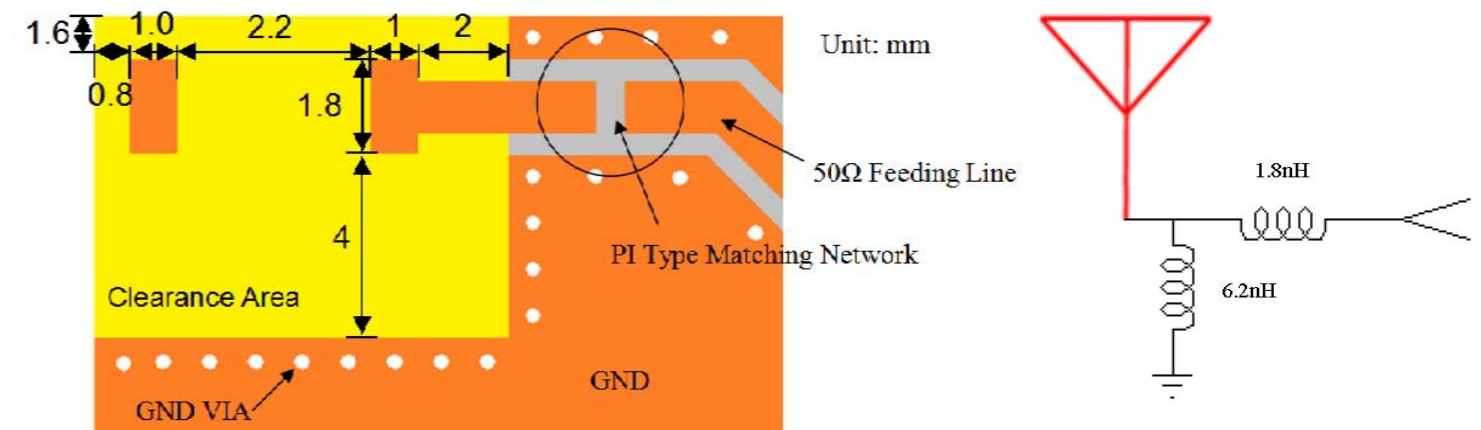 1.6
1.0
2.2
1
2
Unit: mm
0.8
1.8
50Ω Feeding Line
1.8nH
4
PI Type Matching Network
6.2nH
Clearance Area
GND
GND VIA